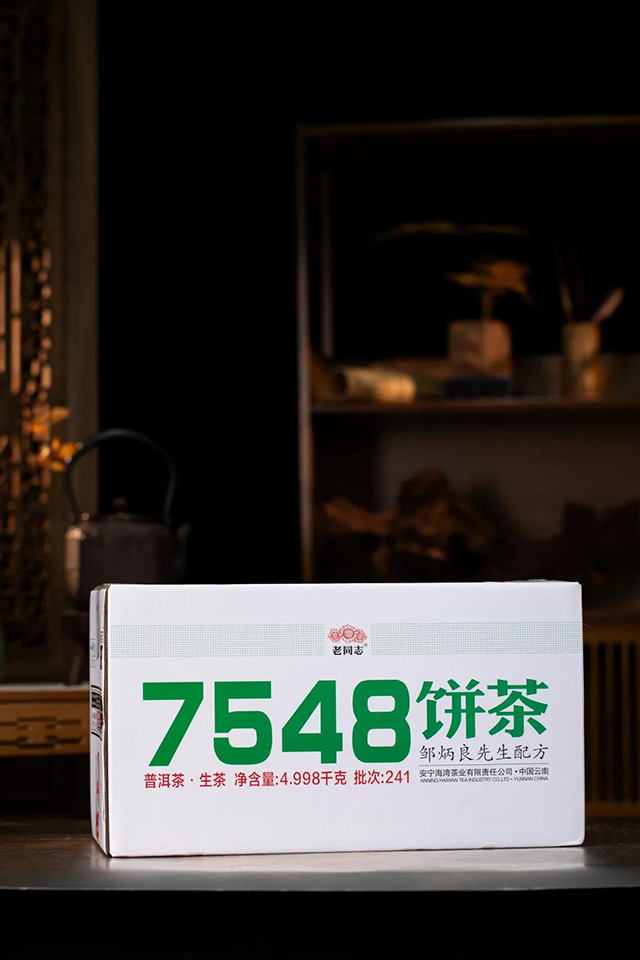 老同志®
7548饼茶
邹炳良先生配方
普洱茶·生茶 净含量:4.998千克 批次:241
安宁海湾茶业有限责任公司·中国云南
ANNING HAIWAN TEA INDUSTRY CO.,LTD·YUNNAN CHINA